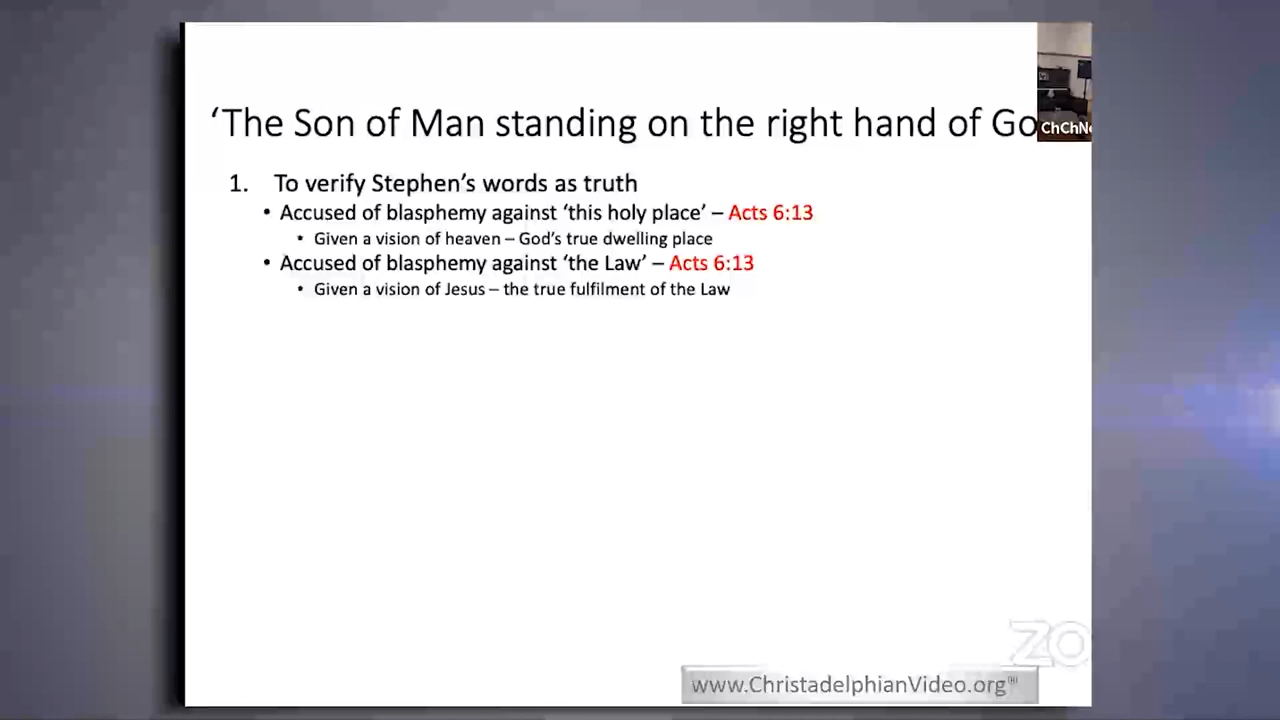 ‘The Son of Man standing on the right hand of Go
ChChN
1. To verify Stephen’s words as truth
• Accused of blasphemy against ‘this holy place’ – Acts 6:13
• Given a vision of heaven – God’s true dwelling place
• Accused of blasphemy against ‘the Law’ – Acts 6:13
• Given a vision of Jesus – the true fulfilment of the Law
ZO
www.ChristadelphianVideo.org